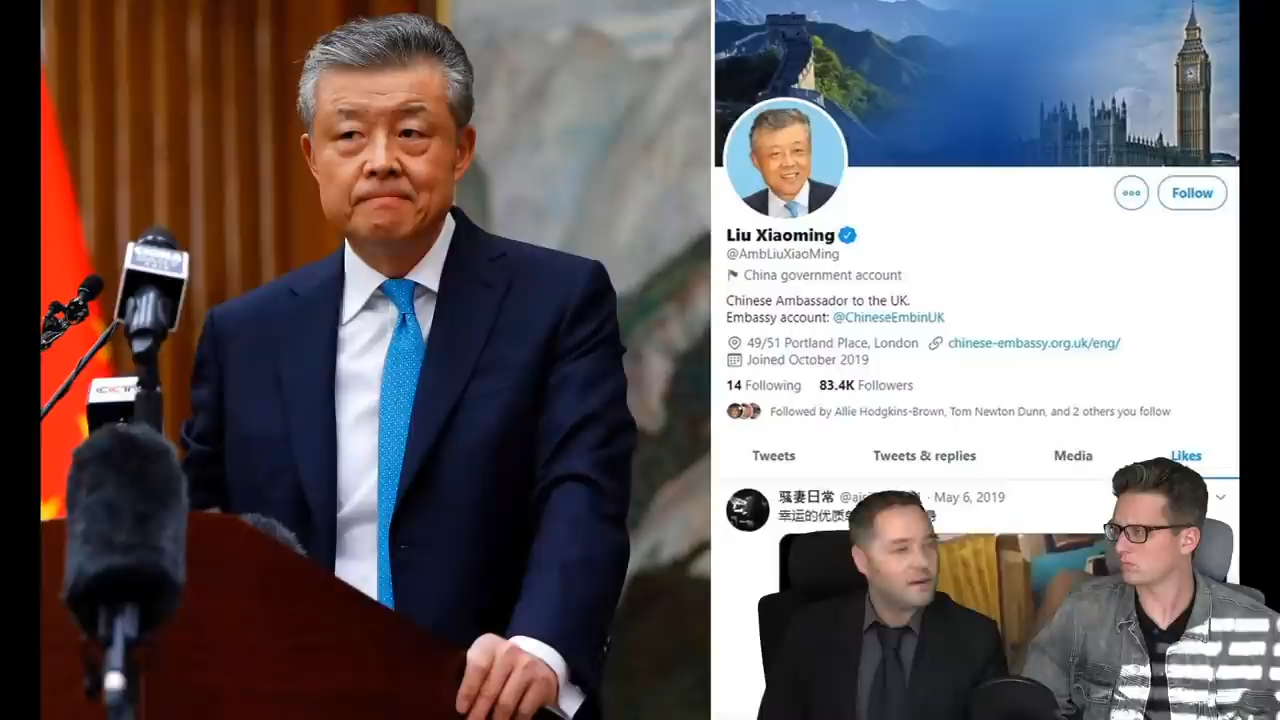 CCTV
Follow
Liu Xiaoming
@AmbLiuXiaoMing
China government account
Chinese Ambassador to the UK.
Embassy account: @ChineseEmbinUK
49/51 Portland Place, London chinese-embassy.org.uk/eng/
Joined October 2019
14 Following 83.4K Followers
Followed by Allie Hodgkins-Brown, Tom Newton Dunn, and 2 others you follow
Tweets Tweets & replies Media Likes
骚妻日常 · May 6, 2019
幸运的优质